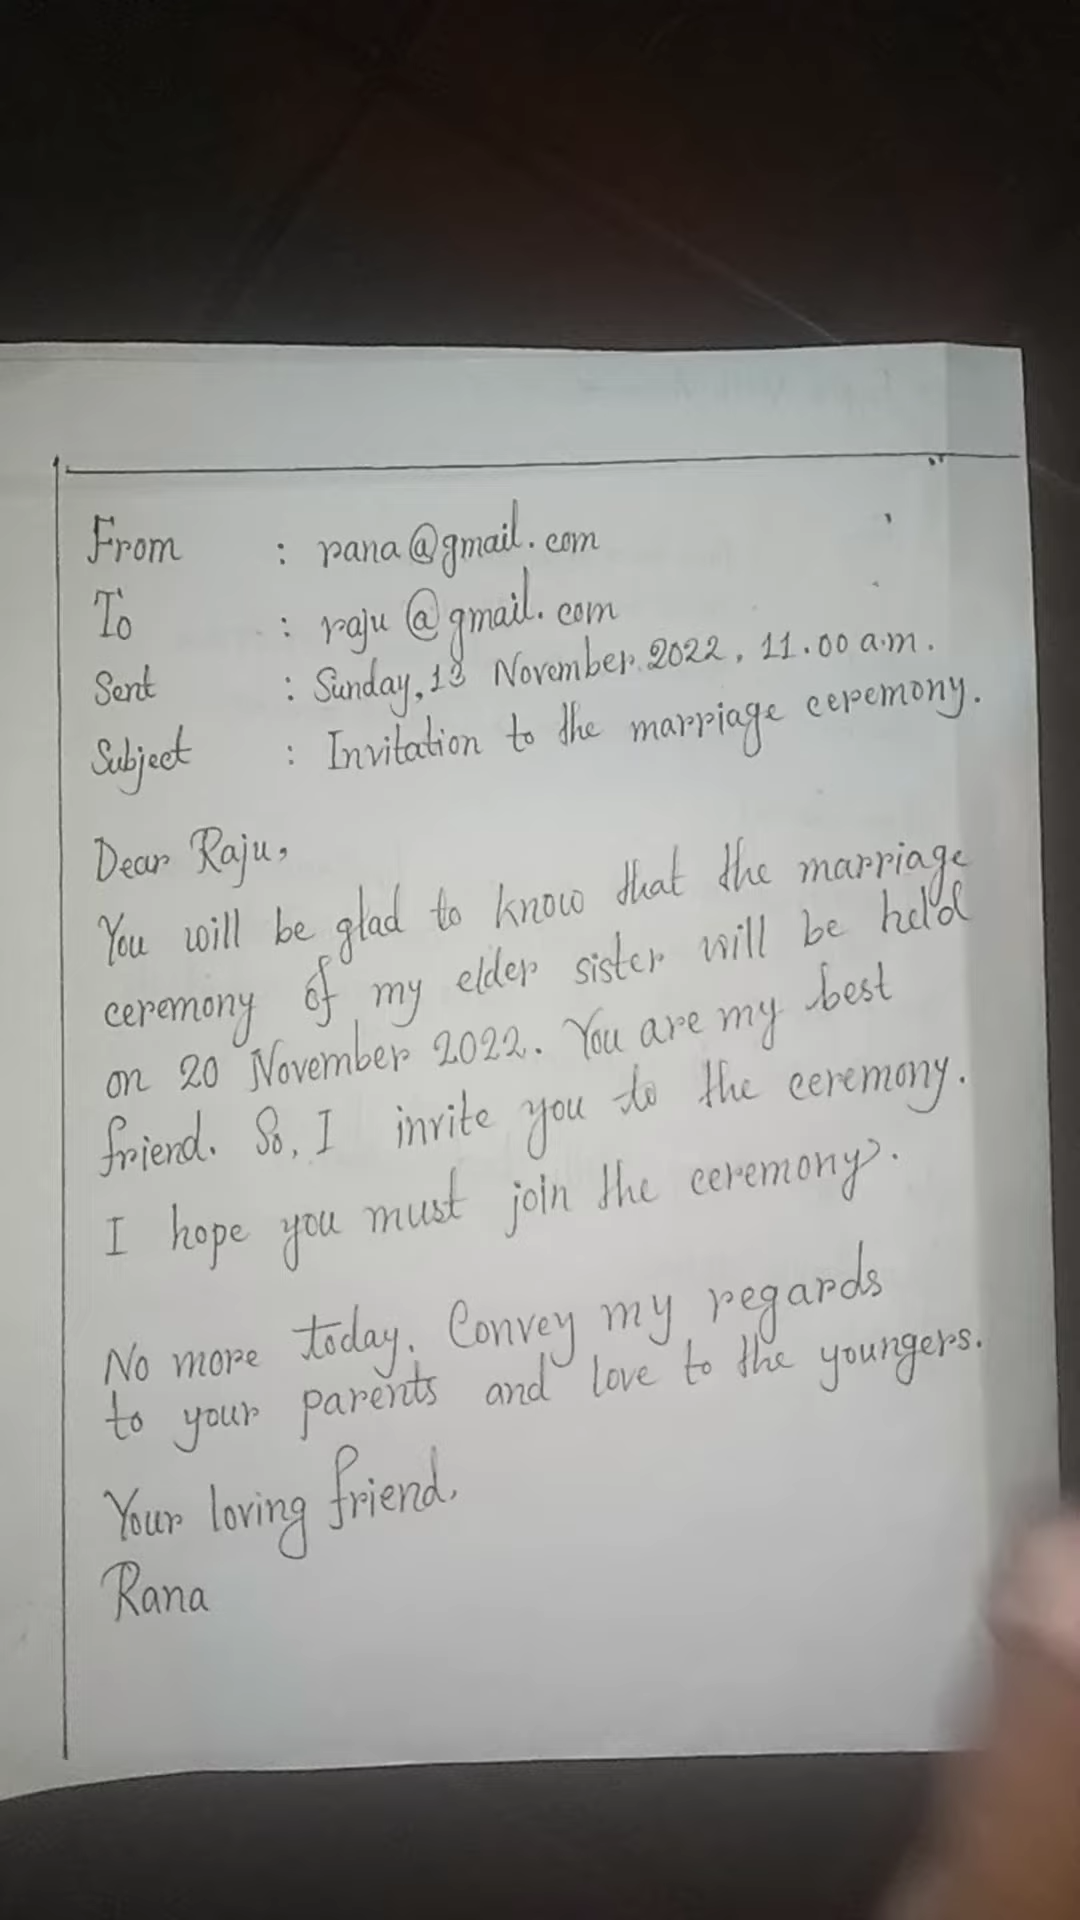 From : rana@gmail.com
To : raju@gmail.com
Sent : Sunday, 13 November 2022, 11.00 a.m.
Subject : Invitation to the marriage ceremony.
Dear Raju,
You will be glad to know that the marriage
ceremony of my elder sister will be held
on 20 November 2022. You are my best
friend. So, I invite you to the ceremony.
I hope you must join the ceremony.
No more today. Convey my regards
to your parents and love to the youngers.
Your loving friend,
Rana